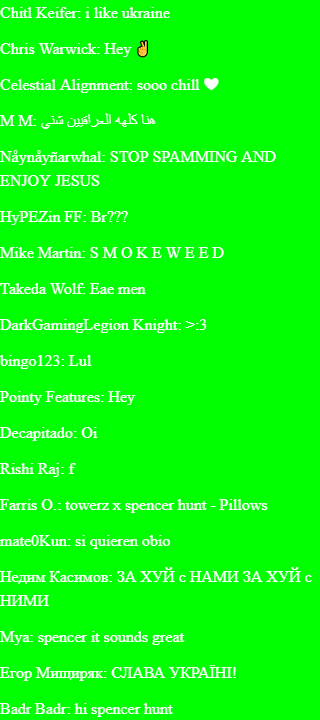 Chitl Keifer: i like ukraine
Chris Warwick: Hey ✌
Celestial Alignment: sooo chill 🤍
M M: هنا كلهه العراقيين شني
Nåynåyñarwhal: STOP SPAMMING AND
ENJOY JESUS
HyPEZin FF: Br???
Mike Martin: S M O K E W E E D
Takeda Wolf: Eae men
DarkGamingLegion Knight: >:3
bingo123: Lul
Pointy Features: Hey
Decapitado: Oi
Rishi Raj: f
Farris O.: towerz x spencer hunt - Pillows
mate0Kun: si quieren obio
Недим Касимов: ЗА ХУЙ с НАМИ ЗА ХУЙ с
НИМИ
Mya: spencer it sounds great
Егор Мищиряк: СЛАВА УКРАЇНІ!
Badr Badr: hi spencer hunt